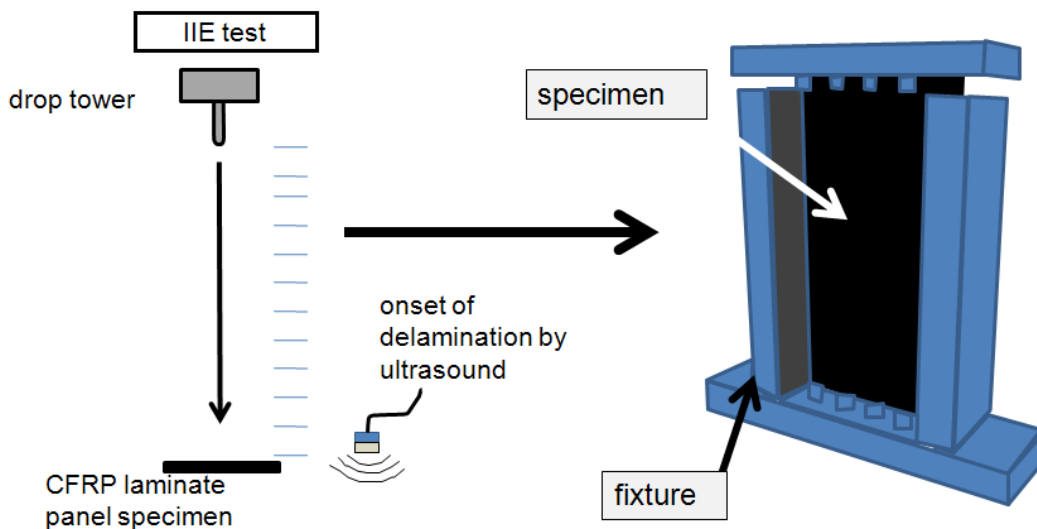 IIE test
drop tower
specimen
onset of
delamination by
ultrasound
CFRP laminate
panel specimen
fixture